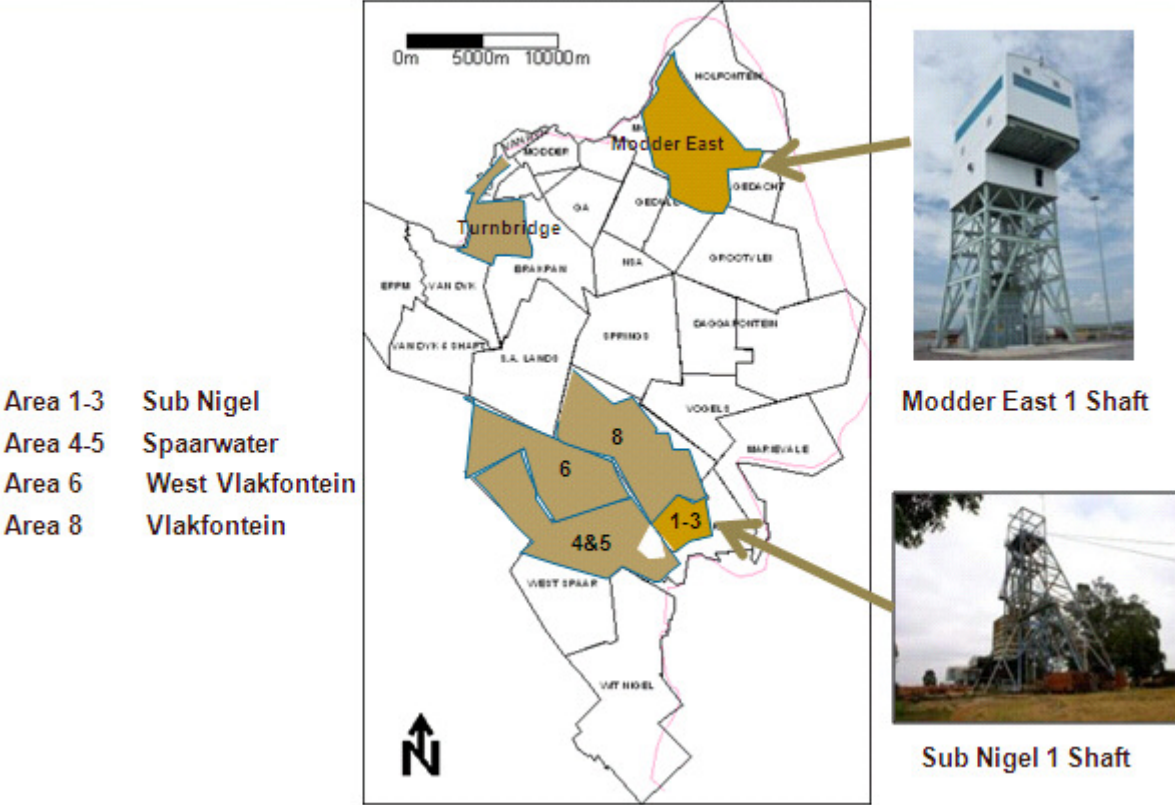 0m 5000m 10000m
HOLFONTEIN
Modder East
MODDER
GEDACHT
GA
Turnbridge
GROOTVLEI
NSA
BRAKPAN
ERPM
VAN DYK
DAGGAFONTEIN
SPRINGS
VAN DYK 5 SHAFT
S.A. LANDS
VOGELS
MARIEVALE
8
6
1-3
4&5
WEST SPAAR
WIT NIGEL
N
Area 1-3 Sub Nigel
Area 4-5 Spaarwater
Area 6 West Vlakfontein
Area 8 Vlakfontein
Modder East 1 Shaft
Sub Nigel 1 Shaft